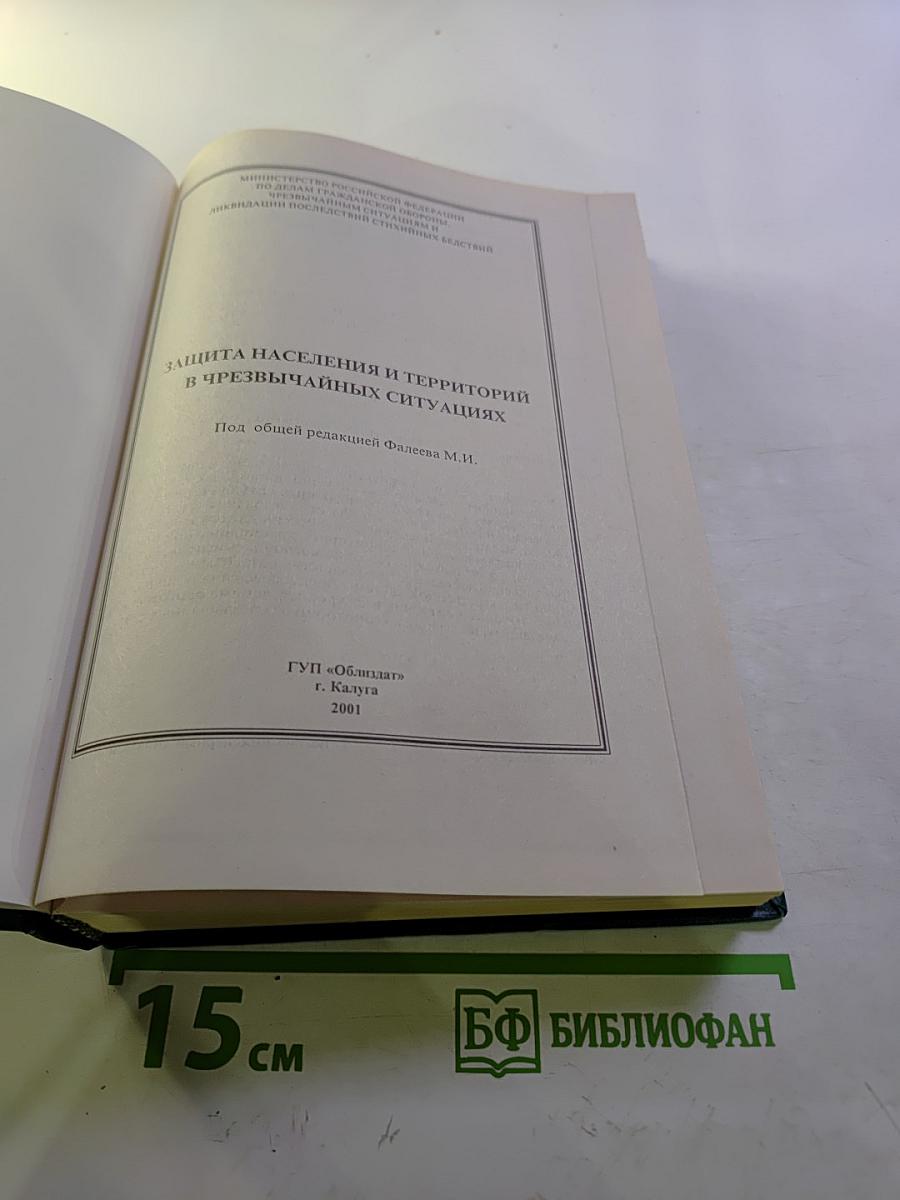 МИНИСТЕРСТВО РОССИЙСКОЙ ФЕДЕРАЦИИ
ПО ДЕЛАМ ГРАЖДАНСКОЙ ОБОРОНЫ,
ЧРЕЗВЫЧАЙНЫМ СИТУАЦИЯМ И
ЛИКВИДАЦИИ ПОСЛЕДСТВИЙ СТИХИЙНЫХ БЕДСТВИЙ
ЗАЩИТА НАСЕЛЕНИЯ И ТЕРРИТОРИЙ
В ЧРЕЗВЫЧАЙНЫХ СИТУАЦИЯХ
Под общей редакцией Фалеева М.И.
ГУП «Облиздат»
г. Калуга
2001
15 см
БФ БИБЛИОФАН